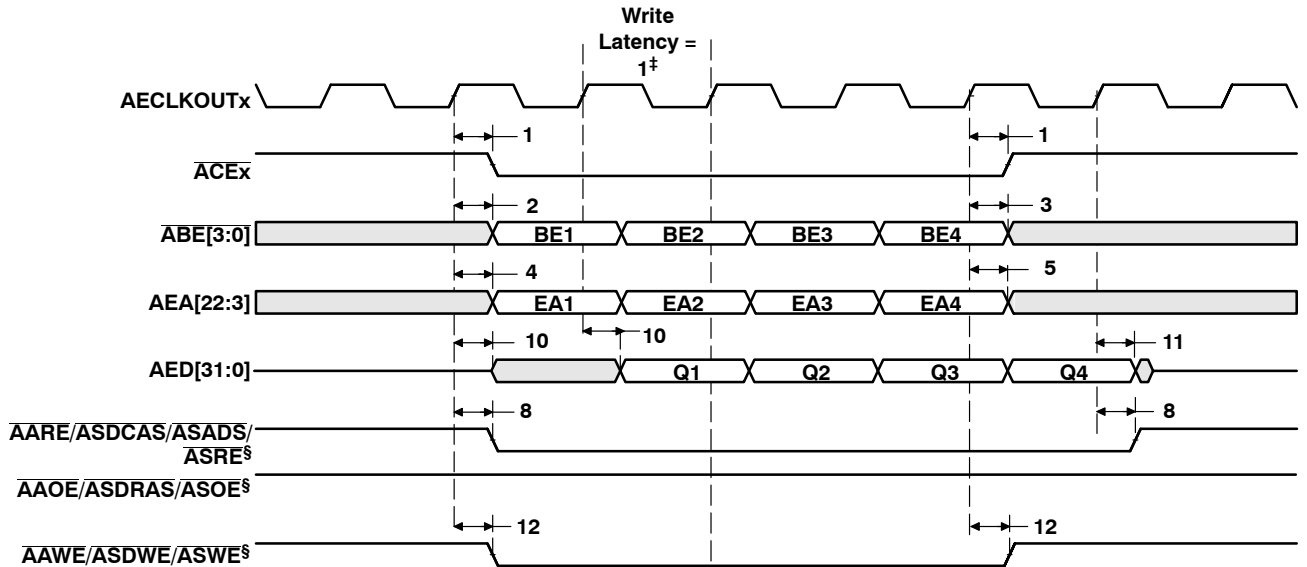 Write
Latency =
1‡
AECLKOUTx
1 1
ACEx
2 3
ABE[3:0] BE1 BE2 BE3 BE4
4 5
AEA[22:3] EA1 EA2 EA3 EA4
10 10 11
AED[31:0] Q1 Q2 Q3 Q4
8 8
AARE/ASDCAS/ASADS/
ASRE§
AAOE/ASDRAS/ASOE§
12 12
AAWE/ASDWE/ASWE§